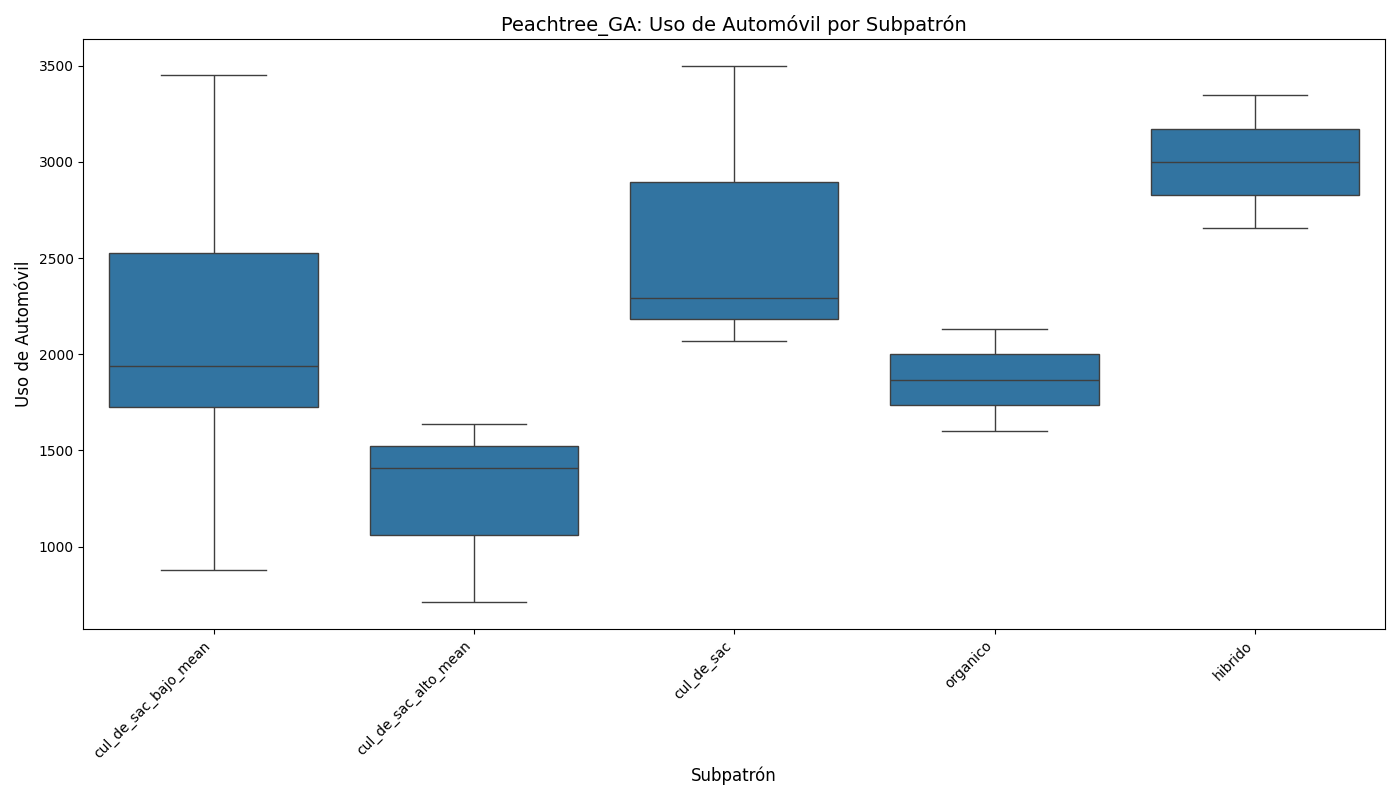 Peachtree_GA: Uso de Automóvil por Subpatrón
Uso de Automóvil
3500
3000
2500
2000
1500
1000
cul_de_sac_bajo_mean
cul_de_sac_alto_mean
cul_de_sac
organico
hibrido
Subpatrón